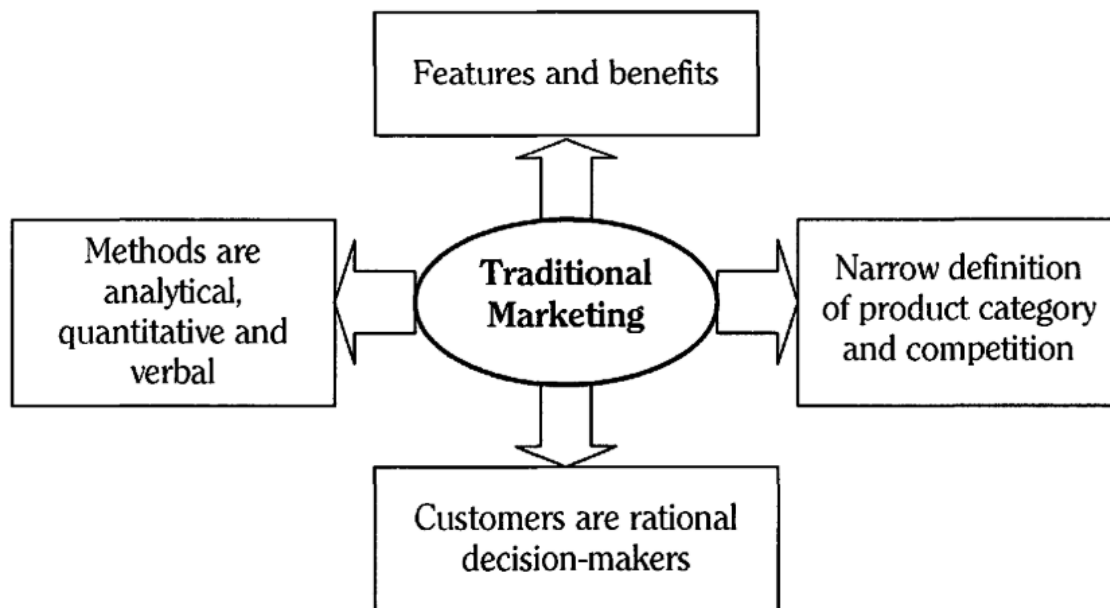 Features and benefits
Methods are
analytical,
quantitative and
verbal
Traditional
Marketing
Narrow definition
of product category
and competition
Customers are rational
decision-makers